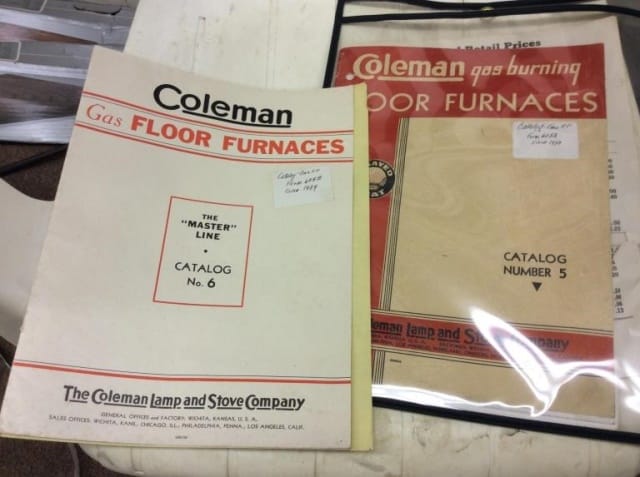 Coleman
Gas FLOOR FURNACES
THE
"MASTER"
LINE
CATALOG
No. 6
The Coleman Lamp and Stove Company
GENERAL OFFICES and FACTORY: WICHITA, KANSAS, U. S. A.
SALES OFFICES: WICHITA, KANS., CHICAGO, ILL.; PHILADELPHIA, PENNA., LOS ANGELES, CALIF.
Retail Prices
Coleman gas burning
OOR FURNACES
CATALOG
NUMBER 5
Lamp and Stove Company